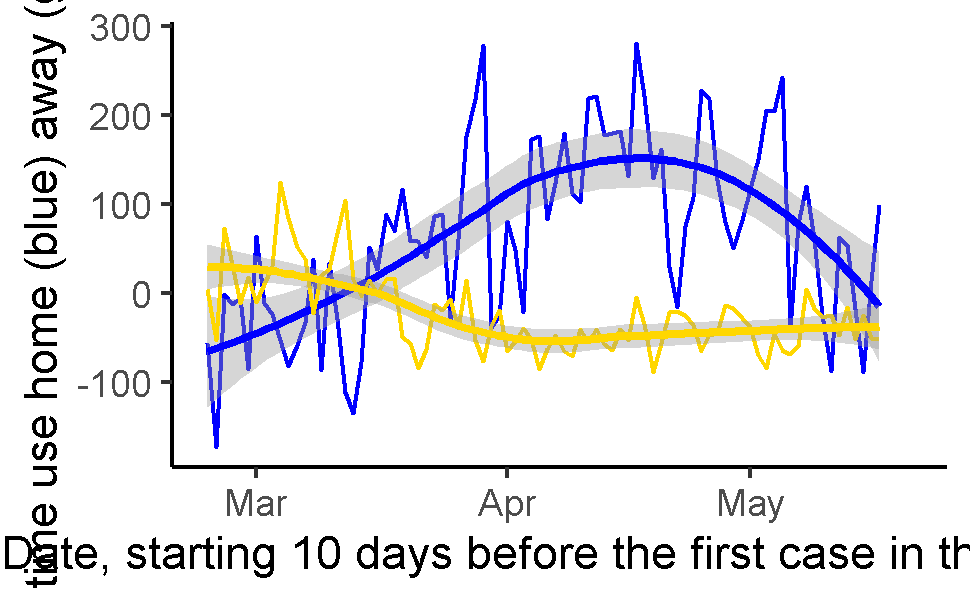 time use home (blue) away (
300
200
100
0
-100
Mar Apr May
Date, starting 10 days before the first case in th